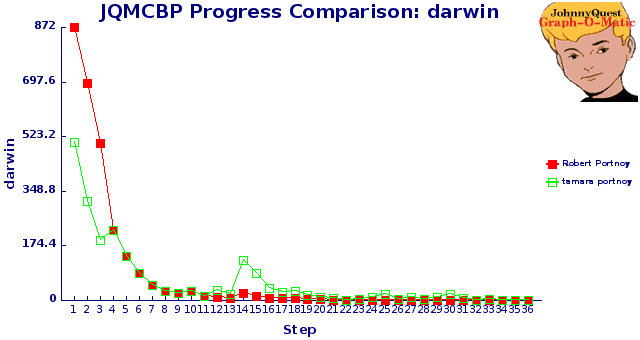 JQMCBP Progress Comparison: darwin
JohnnyQuest
Graph-O-Matic
872
697.6
523.2
348.8
174.4
0
darwin
1 2 3 4 5 6 7 8 9 10 11 12 13 14 15 16 17 18 19 20 21 22 23 24 25 26 27 28 29 30 31 32 33 34 35 36
Step
Robert Portnoy
tamara portnoy